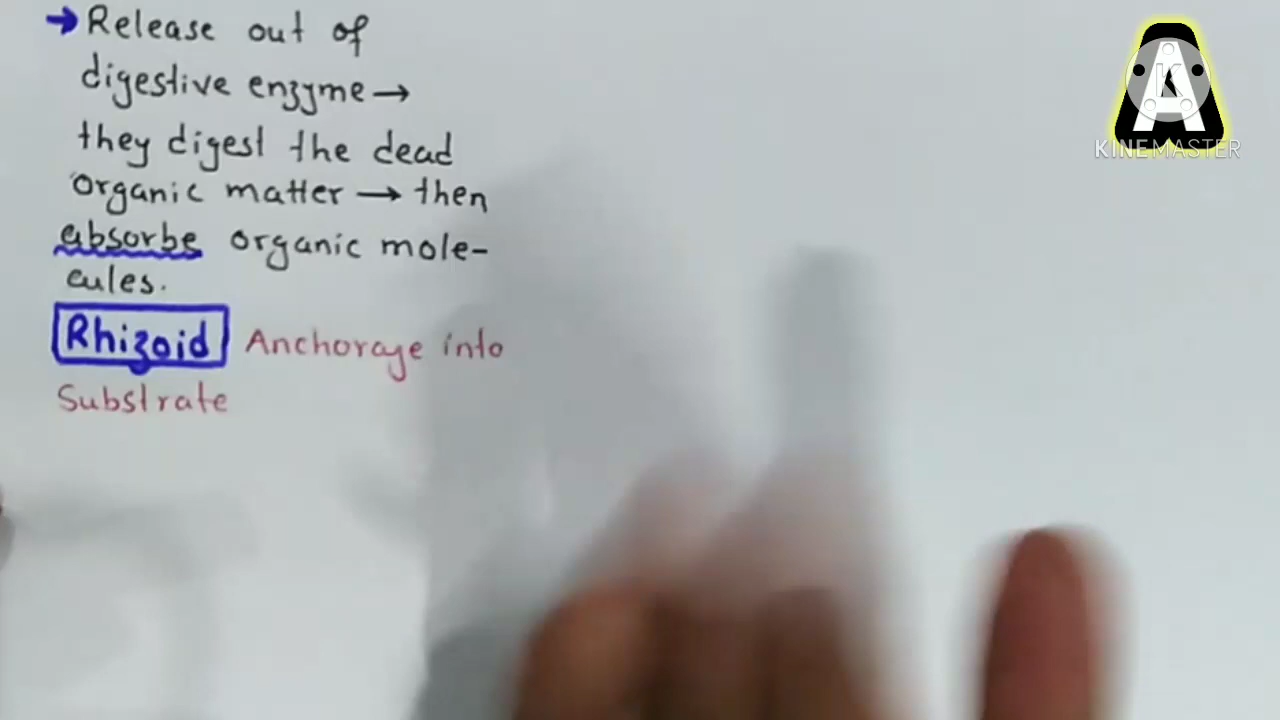 → Release out of
digestive enzyme →
they digest the dead
organic matter → then
absorbe organic mole-
cules.
Rhizoid Anchorage into
Substrate
A
K
KINEMASTER